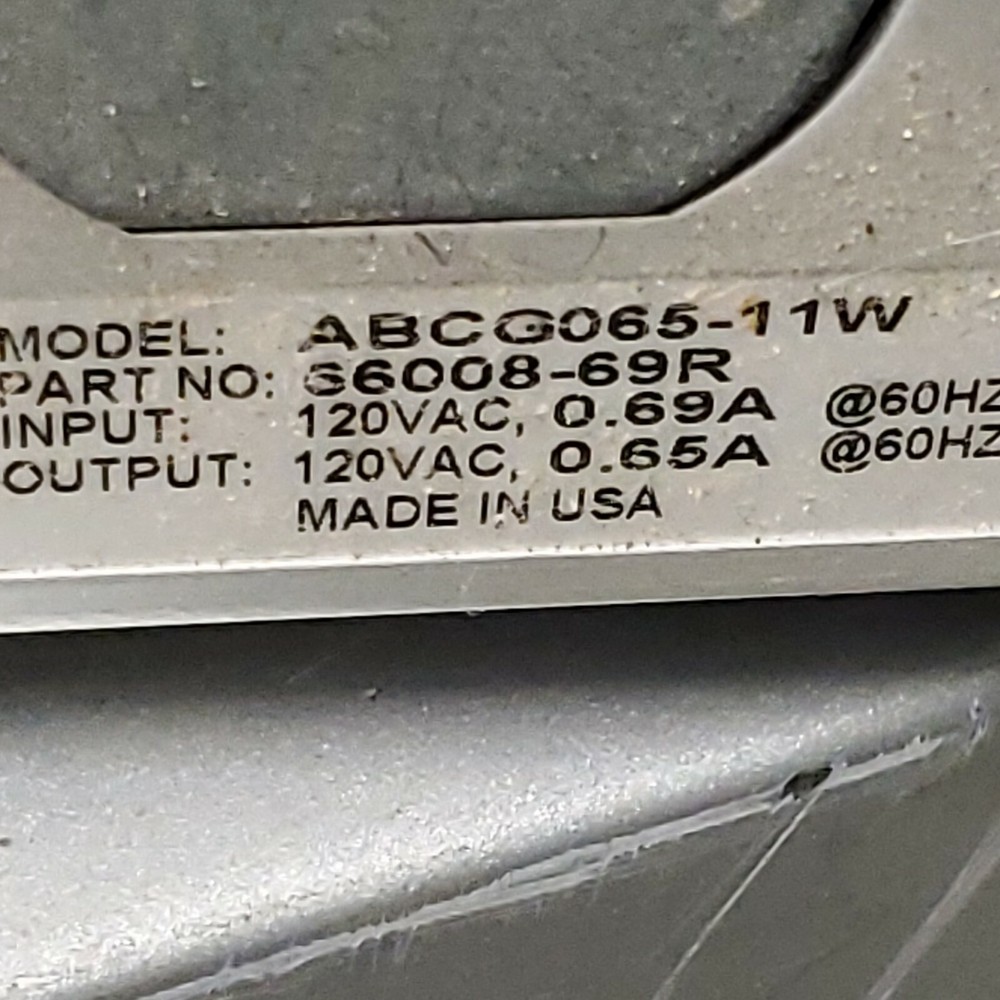 MODEL: ABCG065-11W
PART NO: S6008-69R
INPUT: 120VAC, 0.69A @60HZ
OUTPUT: 120VAC, 0.65A @60HZ
MADE IN USA